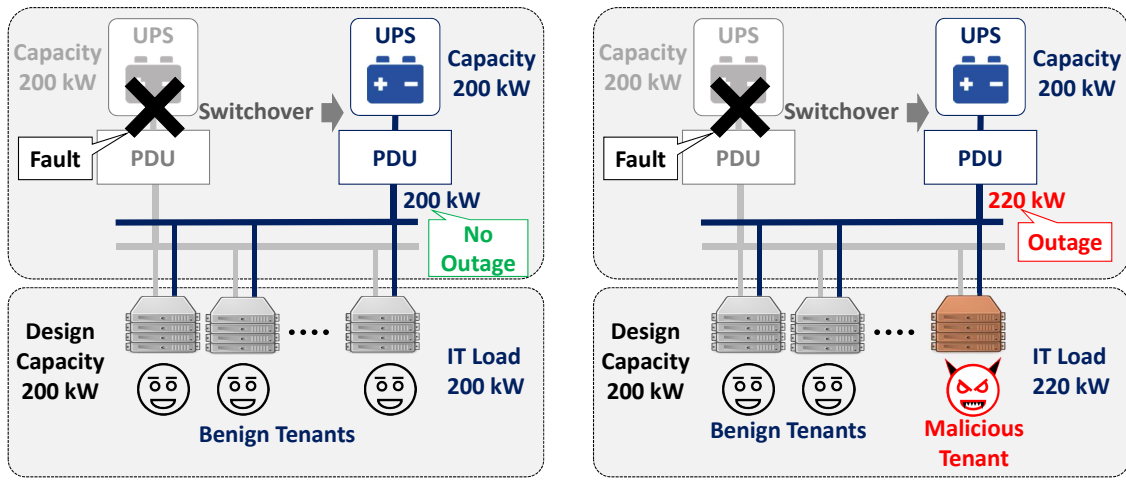 UPS
Capacity
200 kW
UPS
Capacity
200 kW
Switchover
Fault
PDU
PDU
200 kW
No
Outage
Design
Capacity
200 kW
IT Load
200 kW
Benign Tenants
UPS
Capacity
200 kW
UPS
Capacity
200 kW
Switchover
Fault
PDU
PDU
220 kW
Outage
Design
Capacity
200 kW
IT Load
220 kW
Benign Tenants
Malicious
Tenant